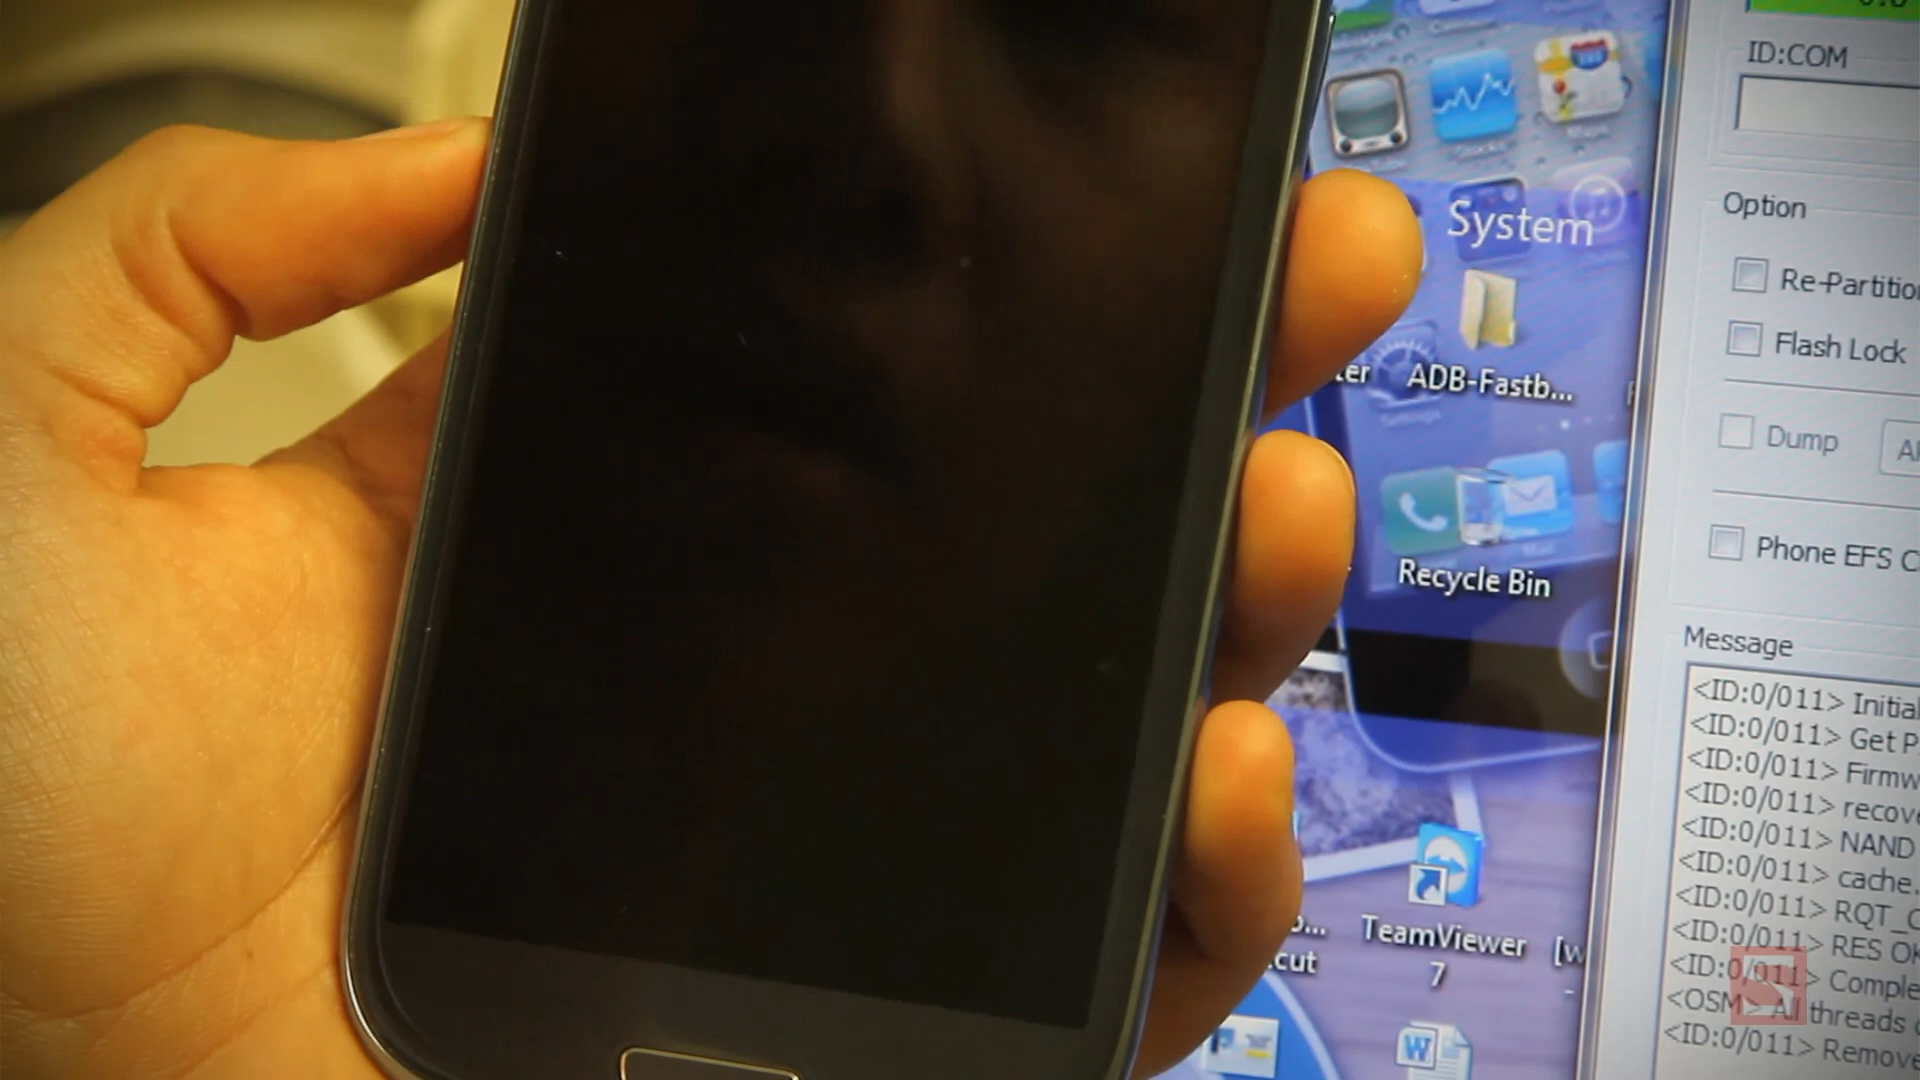 ID:COM
System
Option
Re-Partition
Flash Lock
ADB-Fastb...
Dump
Phone EFS C
Recycle Bin
Message
<ID:0/011> Initial
<ID:0/011> Get P
<ID:0/011> Firmw
<ID:0/011> recove
<ID:0/011> NAND
<ID:0/011> cache.
<ID:0/011> RQT_C
<ID:0/011> RES OK
<ID:0/011> Comple
<OSM> All threads
<ID:0/011> Remove
TeamViewer
7